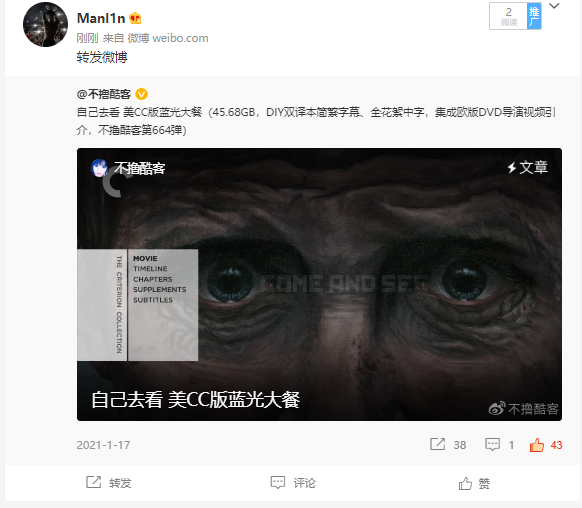 Manl1n
2
阅读
推广
刚刚 来自 微博 weibo.com
转发微博
@不撸酷客
自己去看 美CC版蓝光大餐（45.68GB，DIY双译本简繁字幕、全花絮中字，集成欧版DVD导演视频引
介，不撸酷客第664弹）
不撸酷客
文章
THE CRITERION COLLECTION
MOVIE
TIMELINE
CHAPTERS
SUPPLEMENTS
SUBTITLES
COME AND SEE
自己去看 美CC版蓝光大餐
不撸酷客
2021-1-17
38
1
43
转发
评论
赞